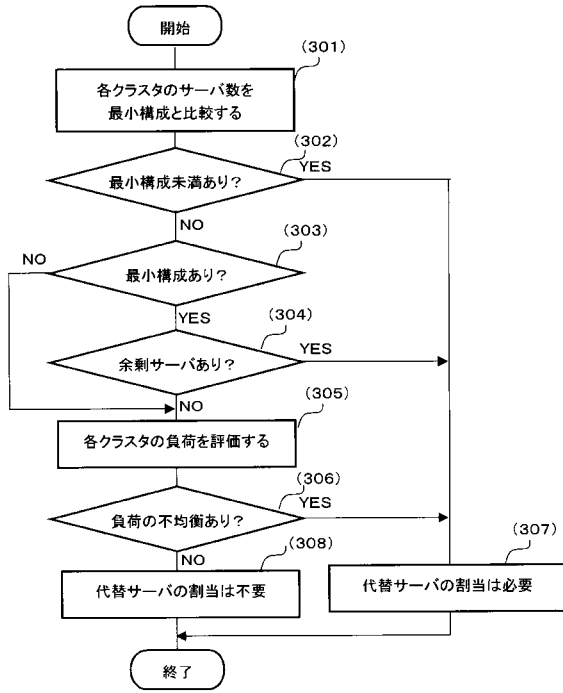 開始
(301)
各クラスタのサーバ数を
最小構成と比較する
(302)
最小構成未満あり?
YES
NO
(303)
NO
最小構成あり?
YES
(304)
余剰サーバあり?
YES
NO
(305)
各クラスタの負荷を評価する
(306)
負荷の不均衡あり?
YES
NO
(308)
代替サーバの割当は不要
(307)
代替サーバの割当は必要
終了